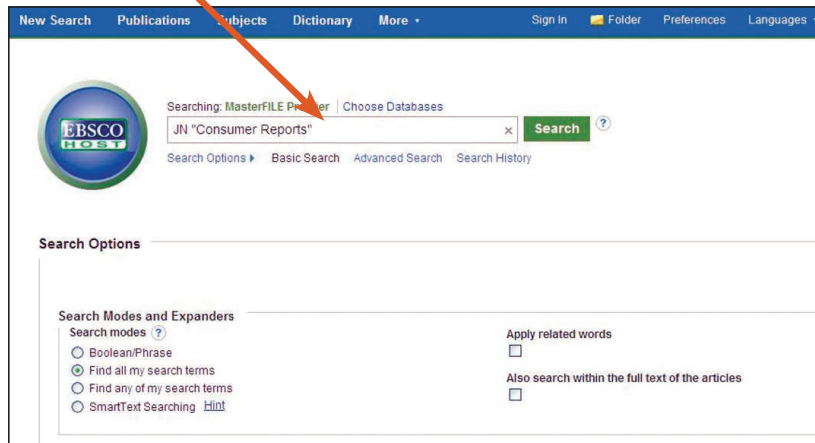 New Search Publications Subjects Dictionary More Sign In Folder Preferences Languages
Searching: MasterFILE Premier | Choose Databases
EBSCO
HOST
JN "Consumer Reports" x Search ?
Search Options Basic Search Advanced Search Search History
Search Options
Search Modes and Expanders
Search modes ?
Boolean/Phrase
Find all my search terms
Find any of my search terms
SmartText Searching Hint
Apply related words
Also search within the full text of the articles